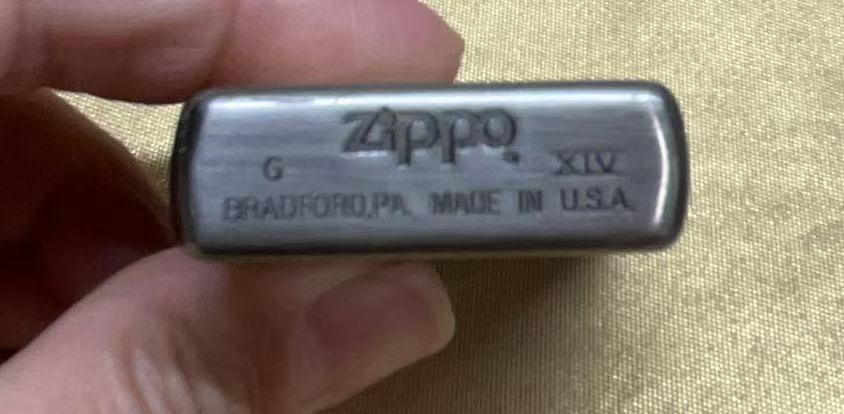 Zippo
G XIV
BRADFORD,PA. MADE IN U.S.A.